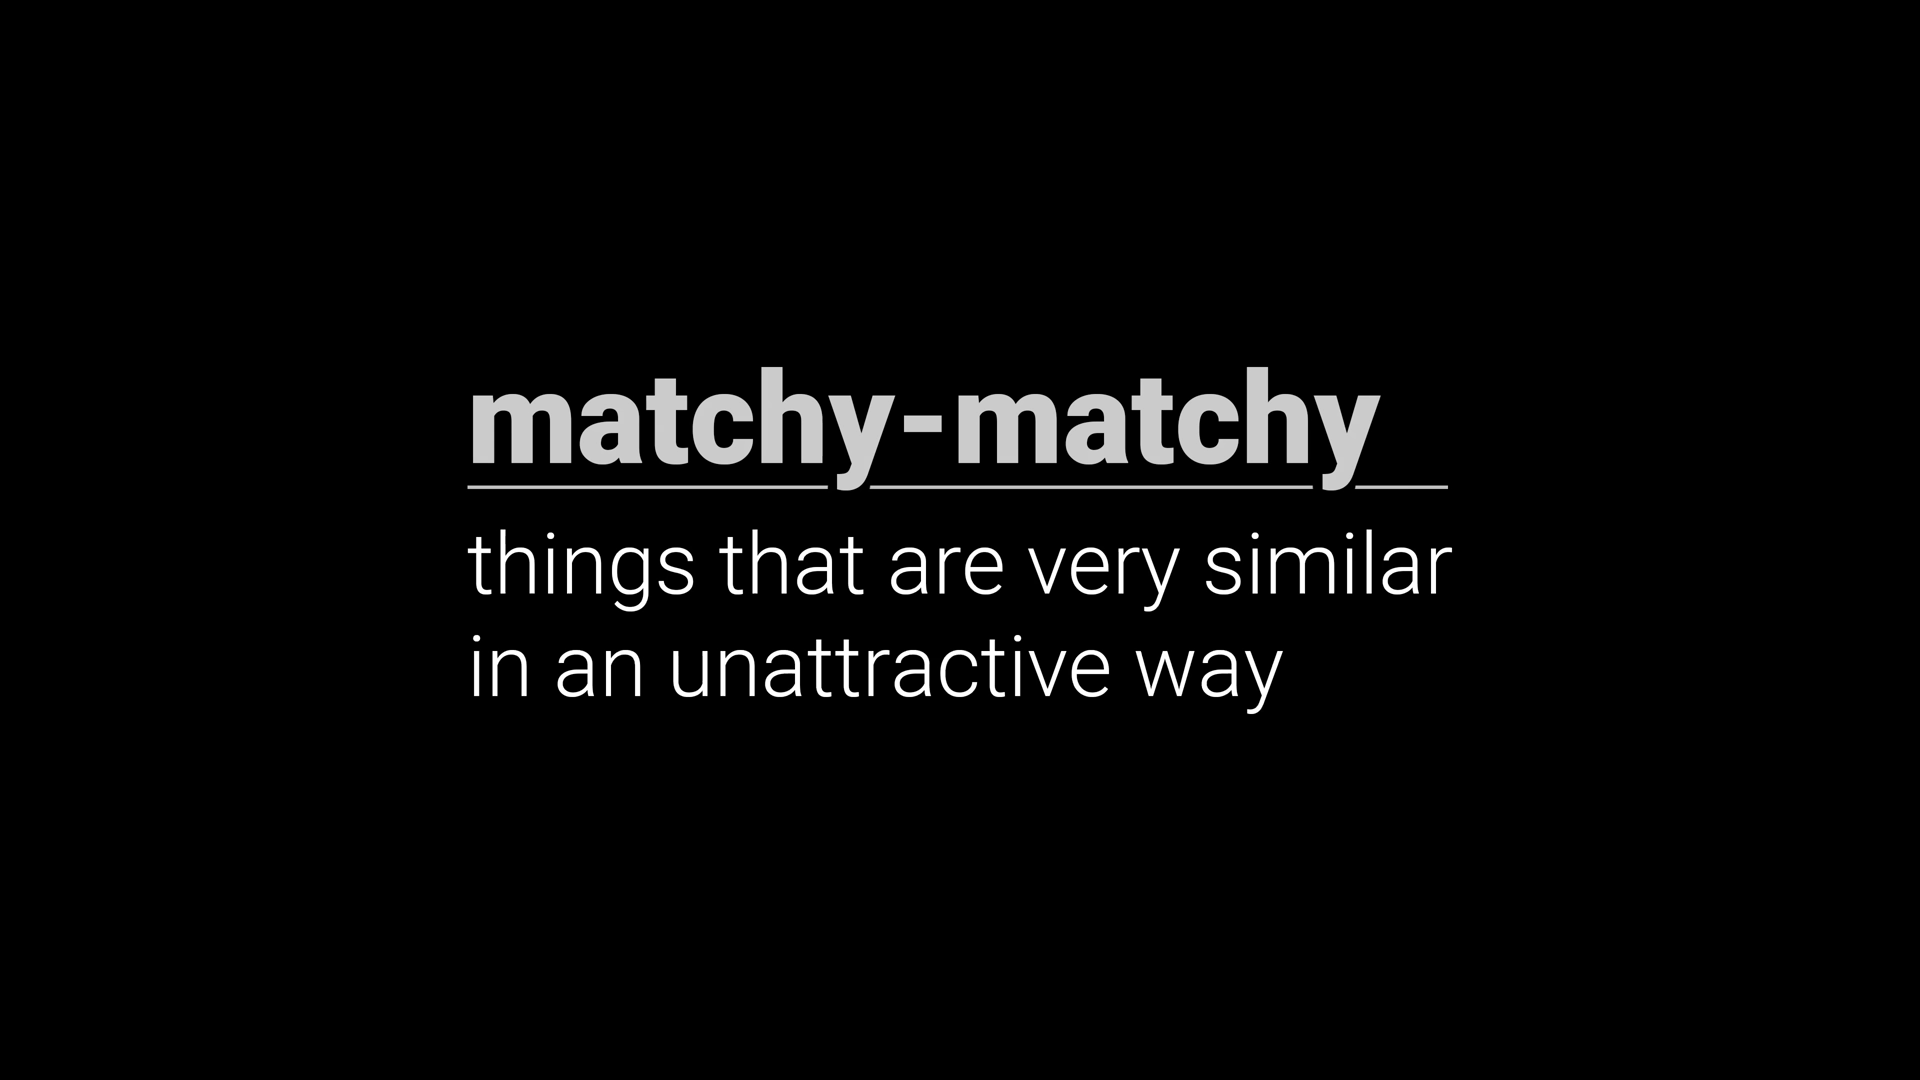 matchy-matchy
things that are very similar
in an unattractive way